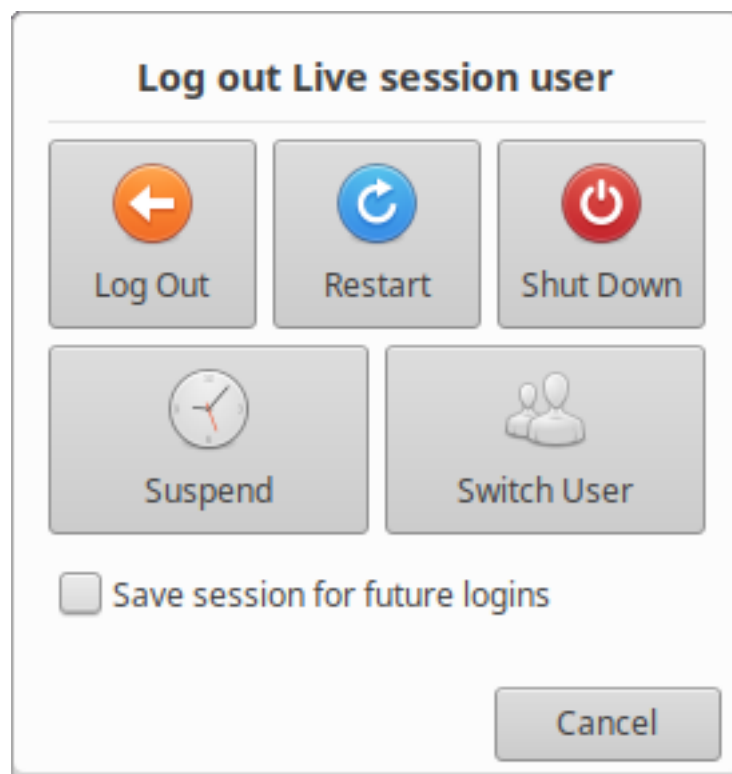 Log out Live session user
Log Out
Restart
Shut Down
Suspend
Switch User
Save session for future logins
Cancel